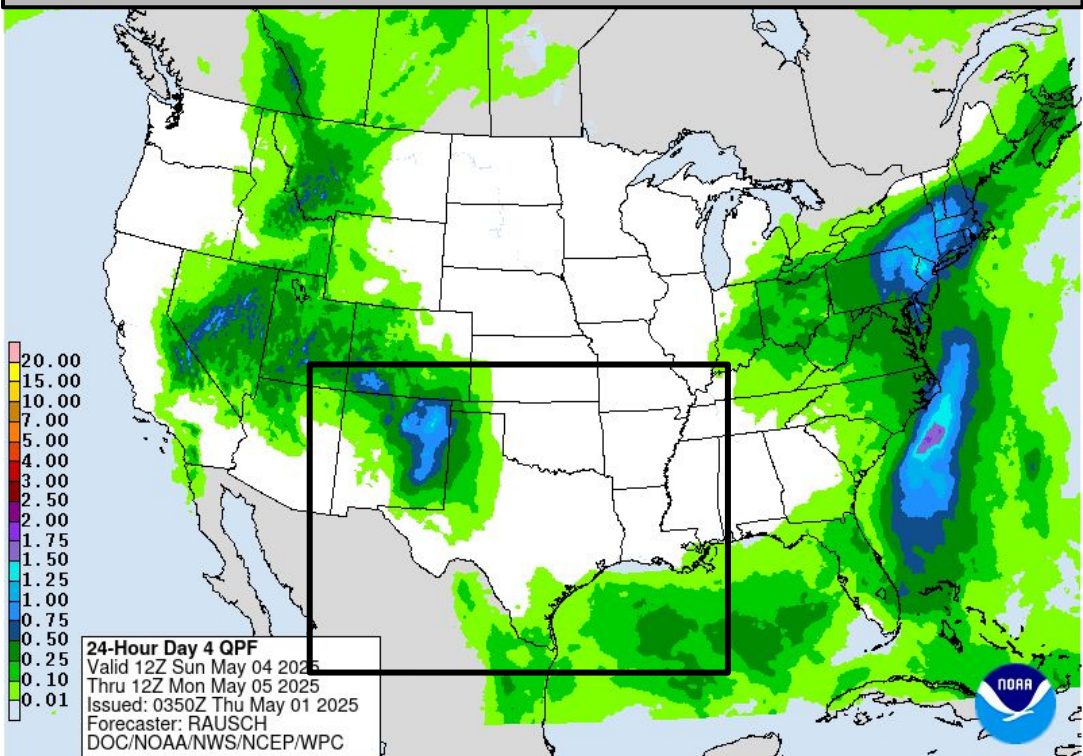 20.00
15.00
10.00
7.00
5.00
4.00
3.00
2.50
2.00
1.75
1.50
1.25
1.00
0.75
0.50
0.25
0.10
0.01
24-Hour Day 4 QPF
Valid 12Z Sun May 04 2025
Thru 12Z Mon May 05 2025
Issued: 0350Z Thu May 01 2025
Forecaster: RAUSCH
DOC/NOAA/NWS/NCEP/WPC
NOAA